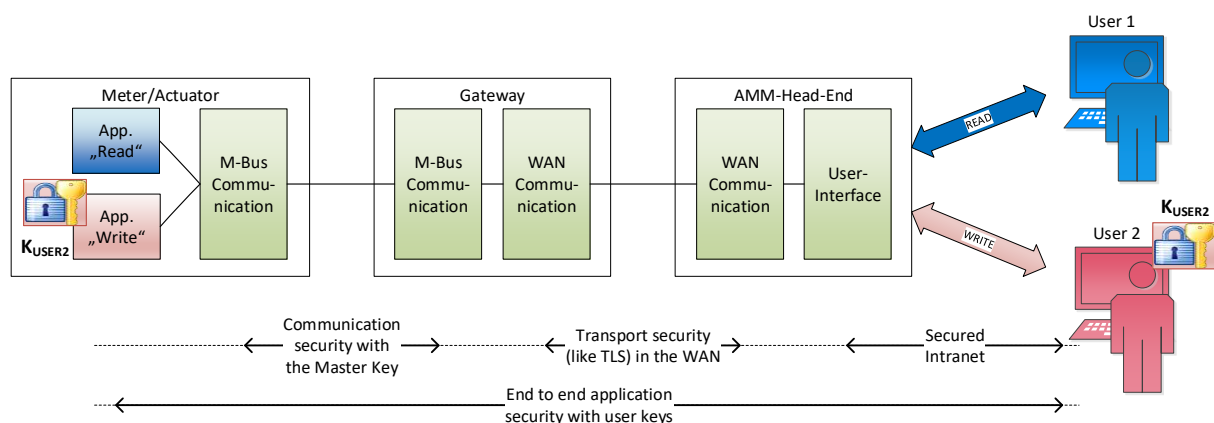 User 1
Meter/Actuator
Gateway
AMM-Head-End
App.
„Read“
M-Bus
Commu-
nication
App.
„Write“
K_USER2
M-Bus
Commu-
nication
WAN
Commu-
nication
WAN
Commu-
nication
User-
Interface
READ
WRITE
User 2
K_USER2
Communication
security with
the Master Key
Transport security
(like TLS) in the WAN
Secured
Intranet
End to end application
security with user keys